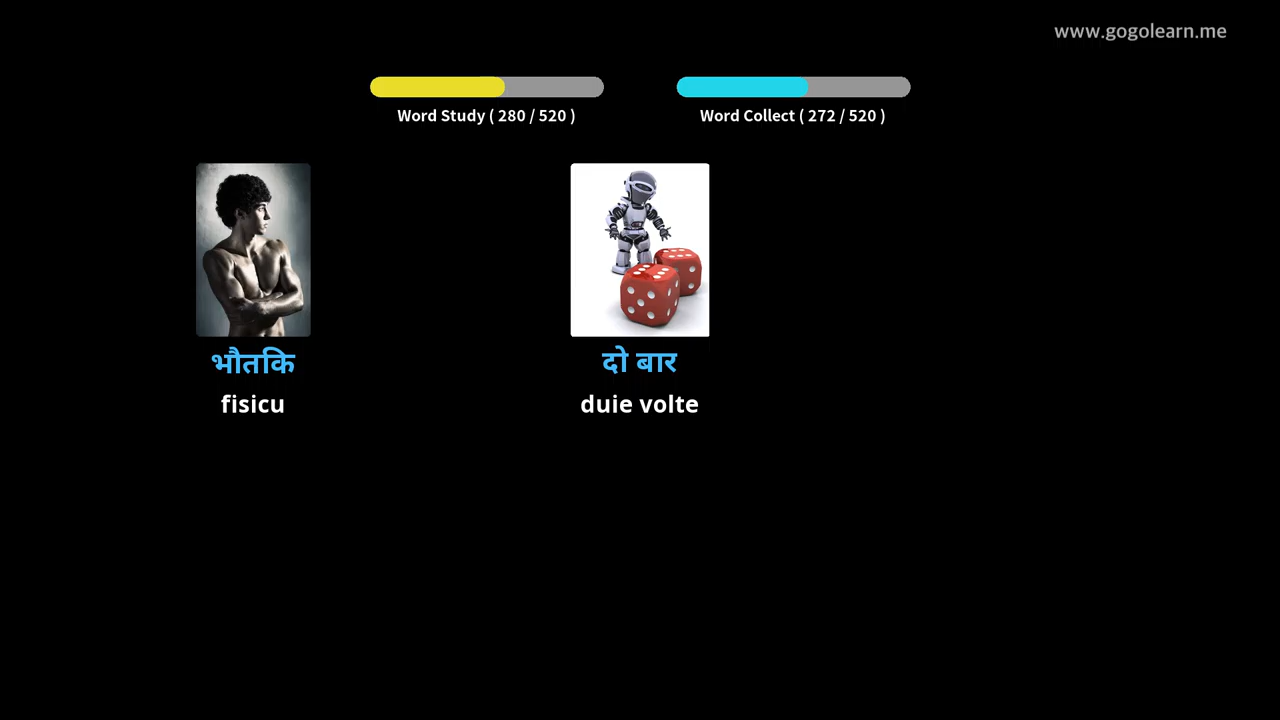 www.gogolearn.me
Word Study ( 280 / 520 )
Word Collect ( 272 / 520 )
भौतकि
दो बार
fisicu
duie volte